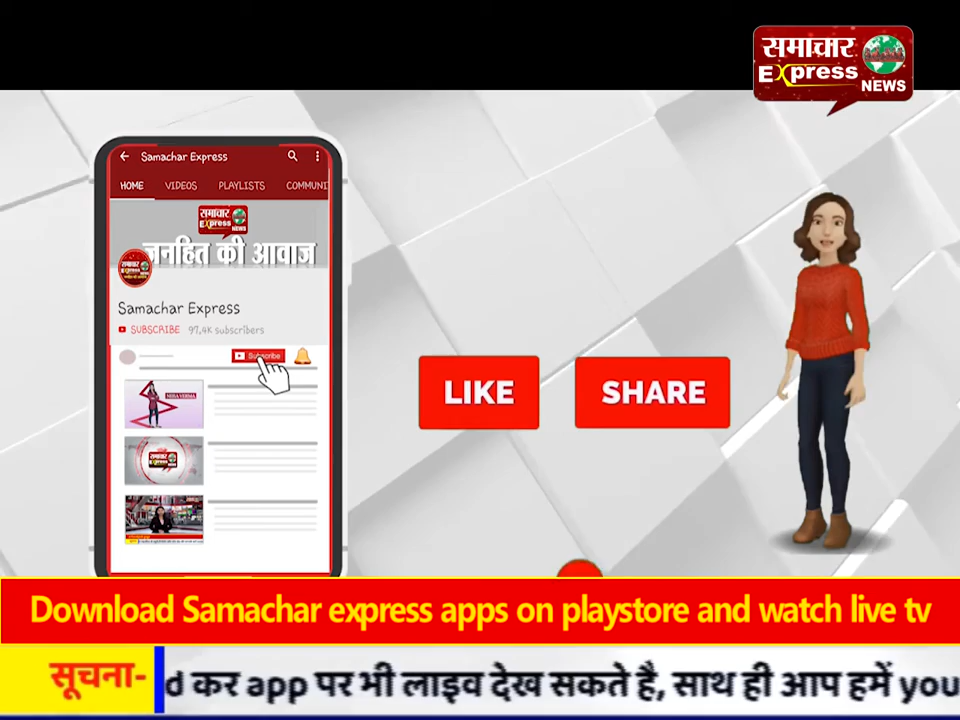 समाचार
Express
NEWS
Samachar Express
HOME VIDEOS PLAYLISTS COMMUNI
समाचार
Express
NEWS
जनहित की आवाज
Samachar Express
SUBSCRIBE 97.4K subscribers
Subscribe
LIKE SHARE
Download Samachar express apps on playstore and watch live tv
सूचना- d कर app पर भी लाइव देख सकते है, साथ ही आप हमें you